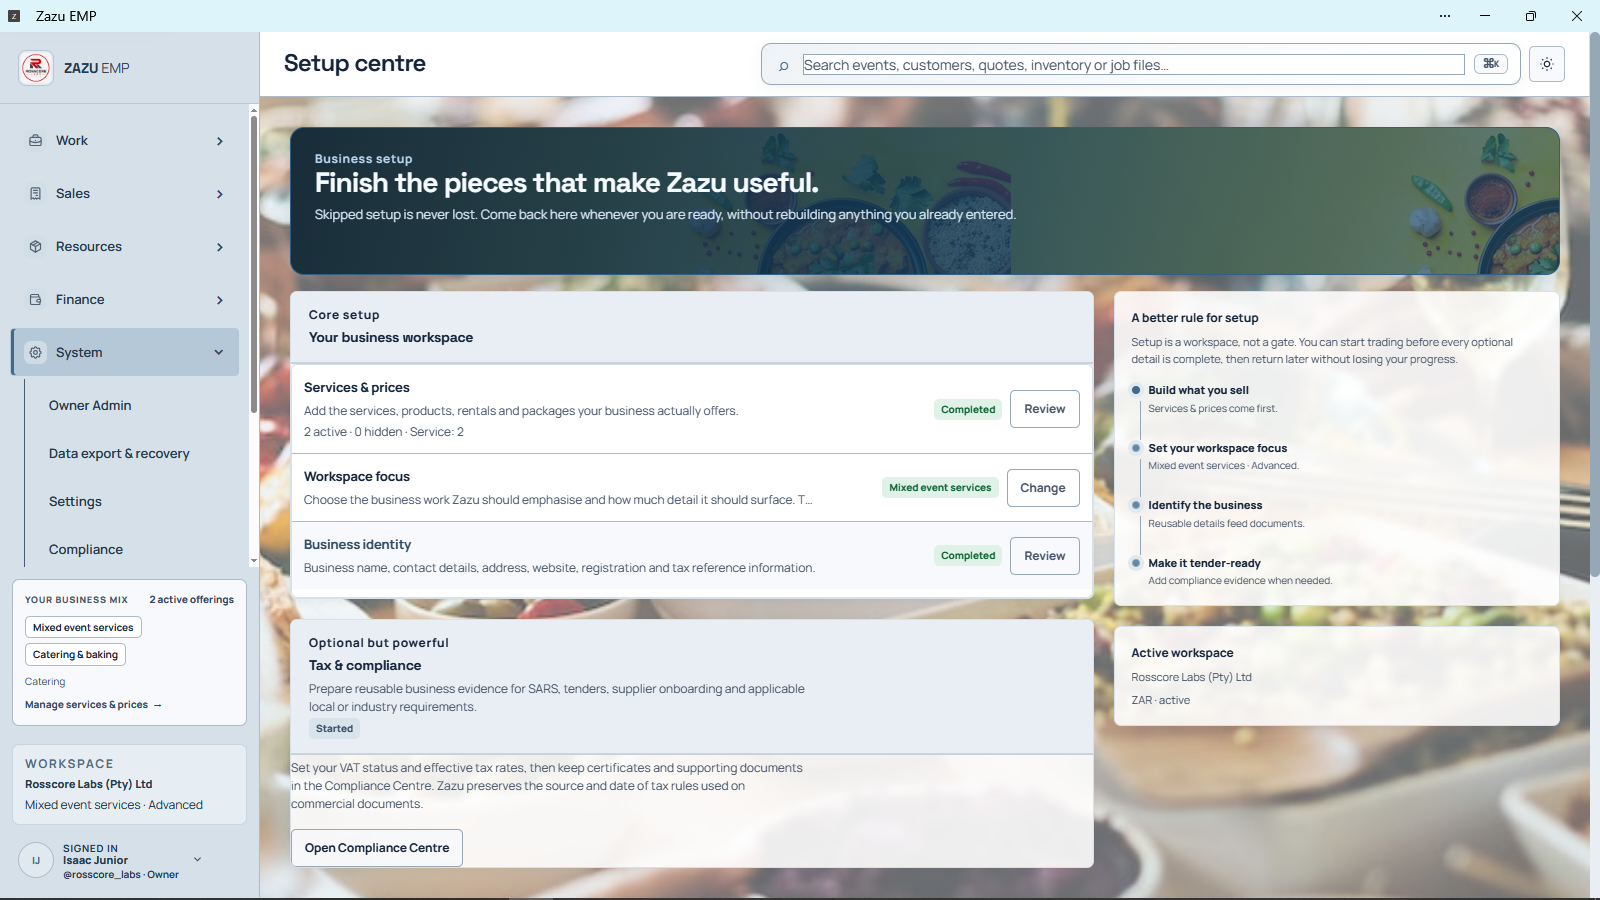 Zazu EMP
ZAZU EMP
Setup centre
Search events, customers, quotes, inventory or job files...
⌘K
Work
Sales
Resources
Finance
System
Owner Admin
Data export & recovery
Settings
Compliance
YOUR BUSINESS MIX
2 active offerings
Mixed event services
Catering & baking
Catering
Manage services & prices →
WORKSPACE
Rosscore Labs (Pty) Ltd
Mixed event services · Advanced
IJ
SIGNED IN
Isaac Junior
@rosscore_labs · Owner
Business setup
Finish the pieces that make Zazu useful.
Skipped setup is never lost. Come back here whenever you are ready, without rebuilding anything you already entered.
Core setup
Your business workspace
Services & prices
Add the services, products, rentals and packages your business actually offers.
2 active · 0 hidden · Service: 2
Completed
Review
Workspace focus
Choose the business work Zazu should emphasise and how much detail it should surface. T...
Mixed event services
Change
Business identity
Business name, contact details, address, website, registration and tax reference information.
Completed
Review
Optional but powerful
Tax & compliance
Prepare reusable business evidence for SARS, tenders, supplier onboarding and applicable
local or industry requirements.
Started
Set your VAT status and effective tax rates, then keep certificates and supporting documents
in the Compliance Centre. Zazu preserves the source and date of tax rules used on
commercial documents.
Open Compliance Centre
A better rule for setup
Setup is a workspace, not a gate. You can start trading before every optional
detail is complete, then return later without losing your progress.
Build what you sell
Services & prices come first.
Set your workspace focus
Mixed event services · Advanced.
Identify the business
Reusable details feed documents.
Make it tender-ready
Add compliance evidence when needed.
Active workspace
Rosscore Labs (Pty) Ltd
ZAR · active